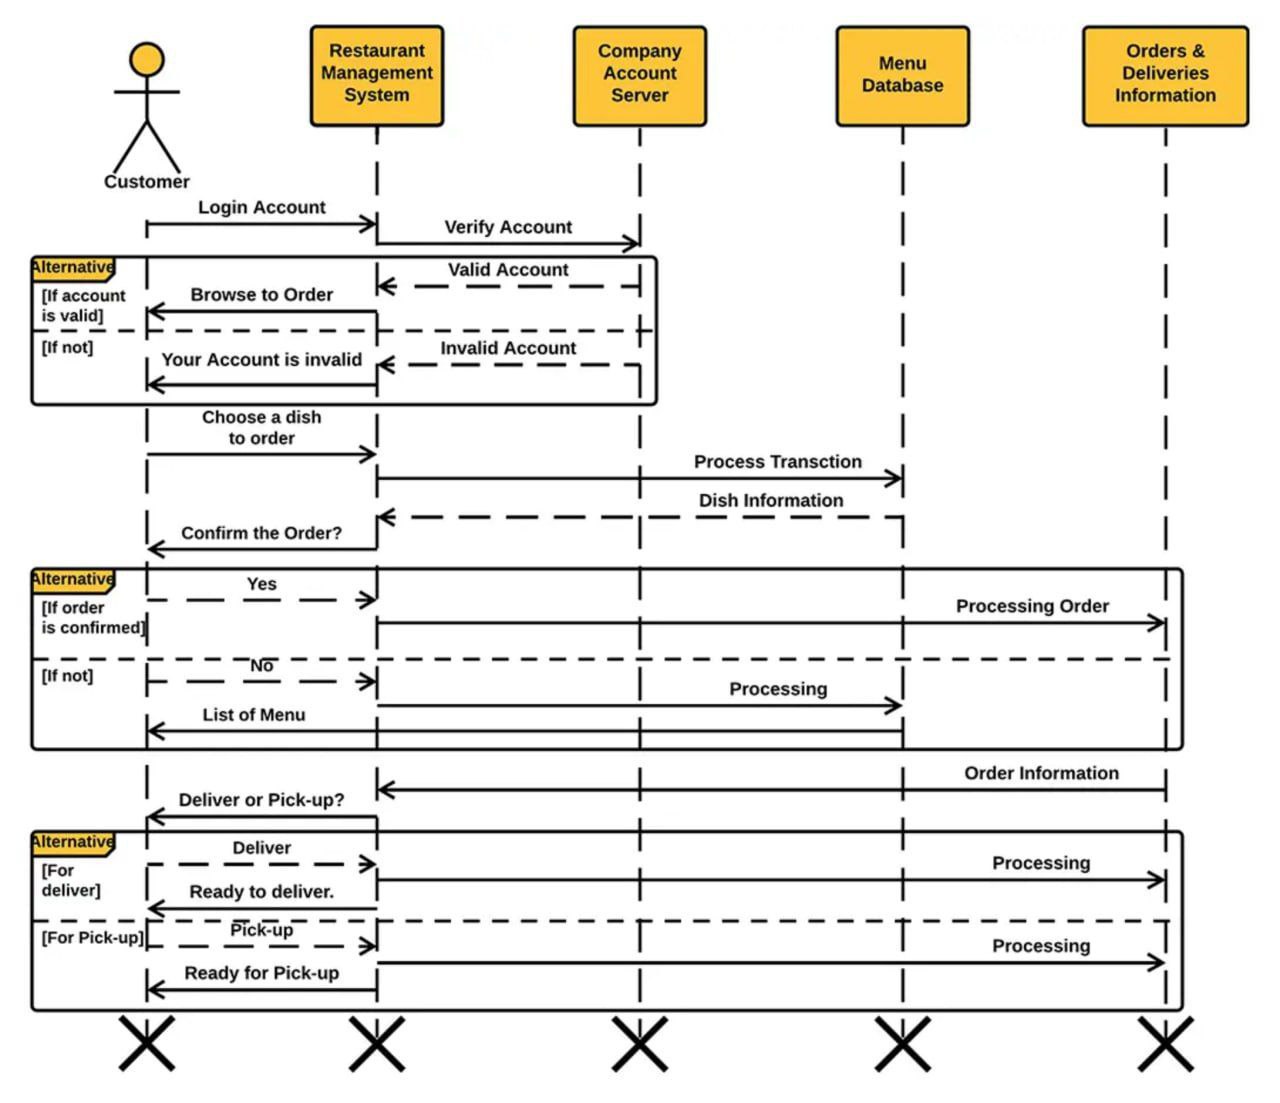 Restaurant
Management
System
Company
Account
Server
Menu
Database
Orders &
Deliveries
Information
Customer
Login Account
Verify Account
Alternative
Valid Account
[If account
is valid]
Browse to Order
[If not]
Invalid Account
Your Account is invalid
Choose a dish
to order
Process Transction
Dish Information
Confirm the Order?
Alternative
Yes
[If order
is confirmed]
Processing Order
No
[If not]
Processing
List of Menu
Order Information
Deliver or Pick-up?
Alternative
Deliver
[For
deliver]
Processing
Ready to deliver.
Pick-up
[For Pick-up]
Processing
Ready for Pick-up